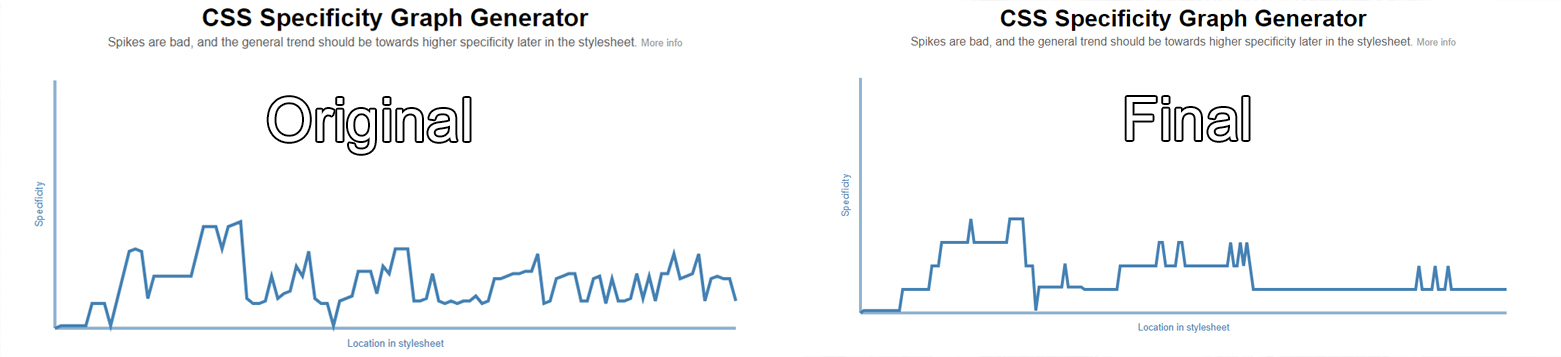 CSS Specificity Graph Generator
Spikes are bad, and the general trend should be towards higher specificity later in the stylesheet. More info
Original
Specificity
Location in stylesheet
CSS Specificity Graph Generator
Spikes are bad, and the general trend should be towards higher specificity later in the stylesheet. More info
Final
Specificity
Location in stylesheet